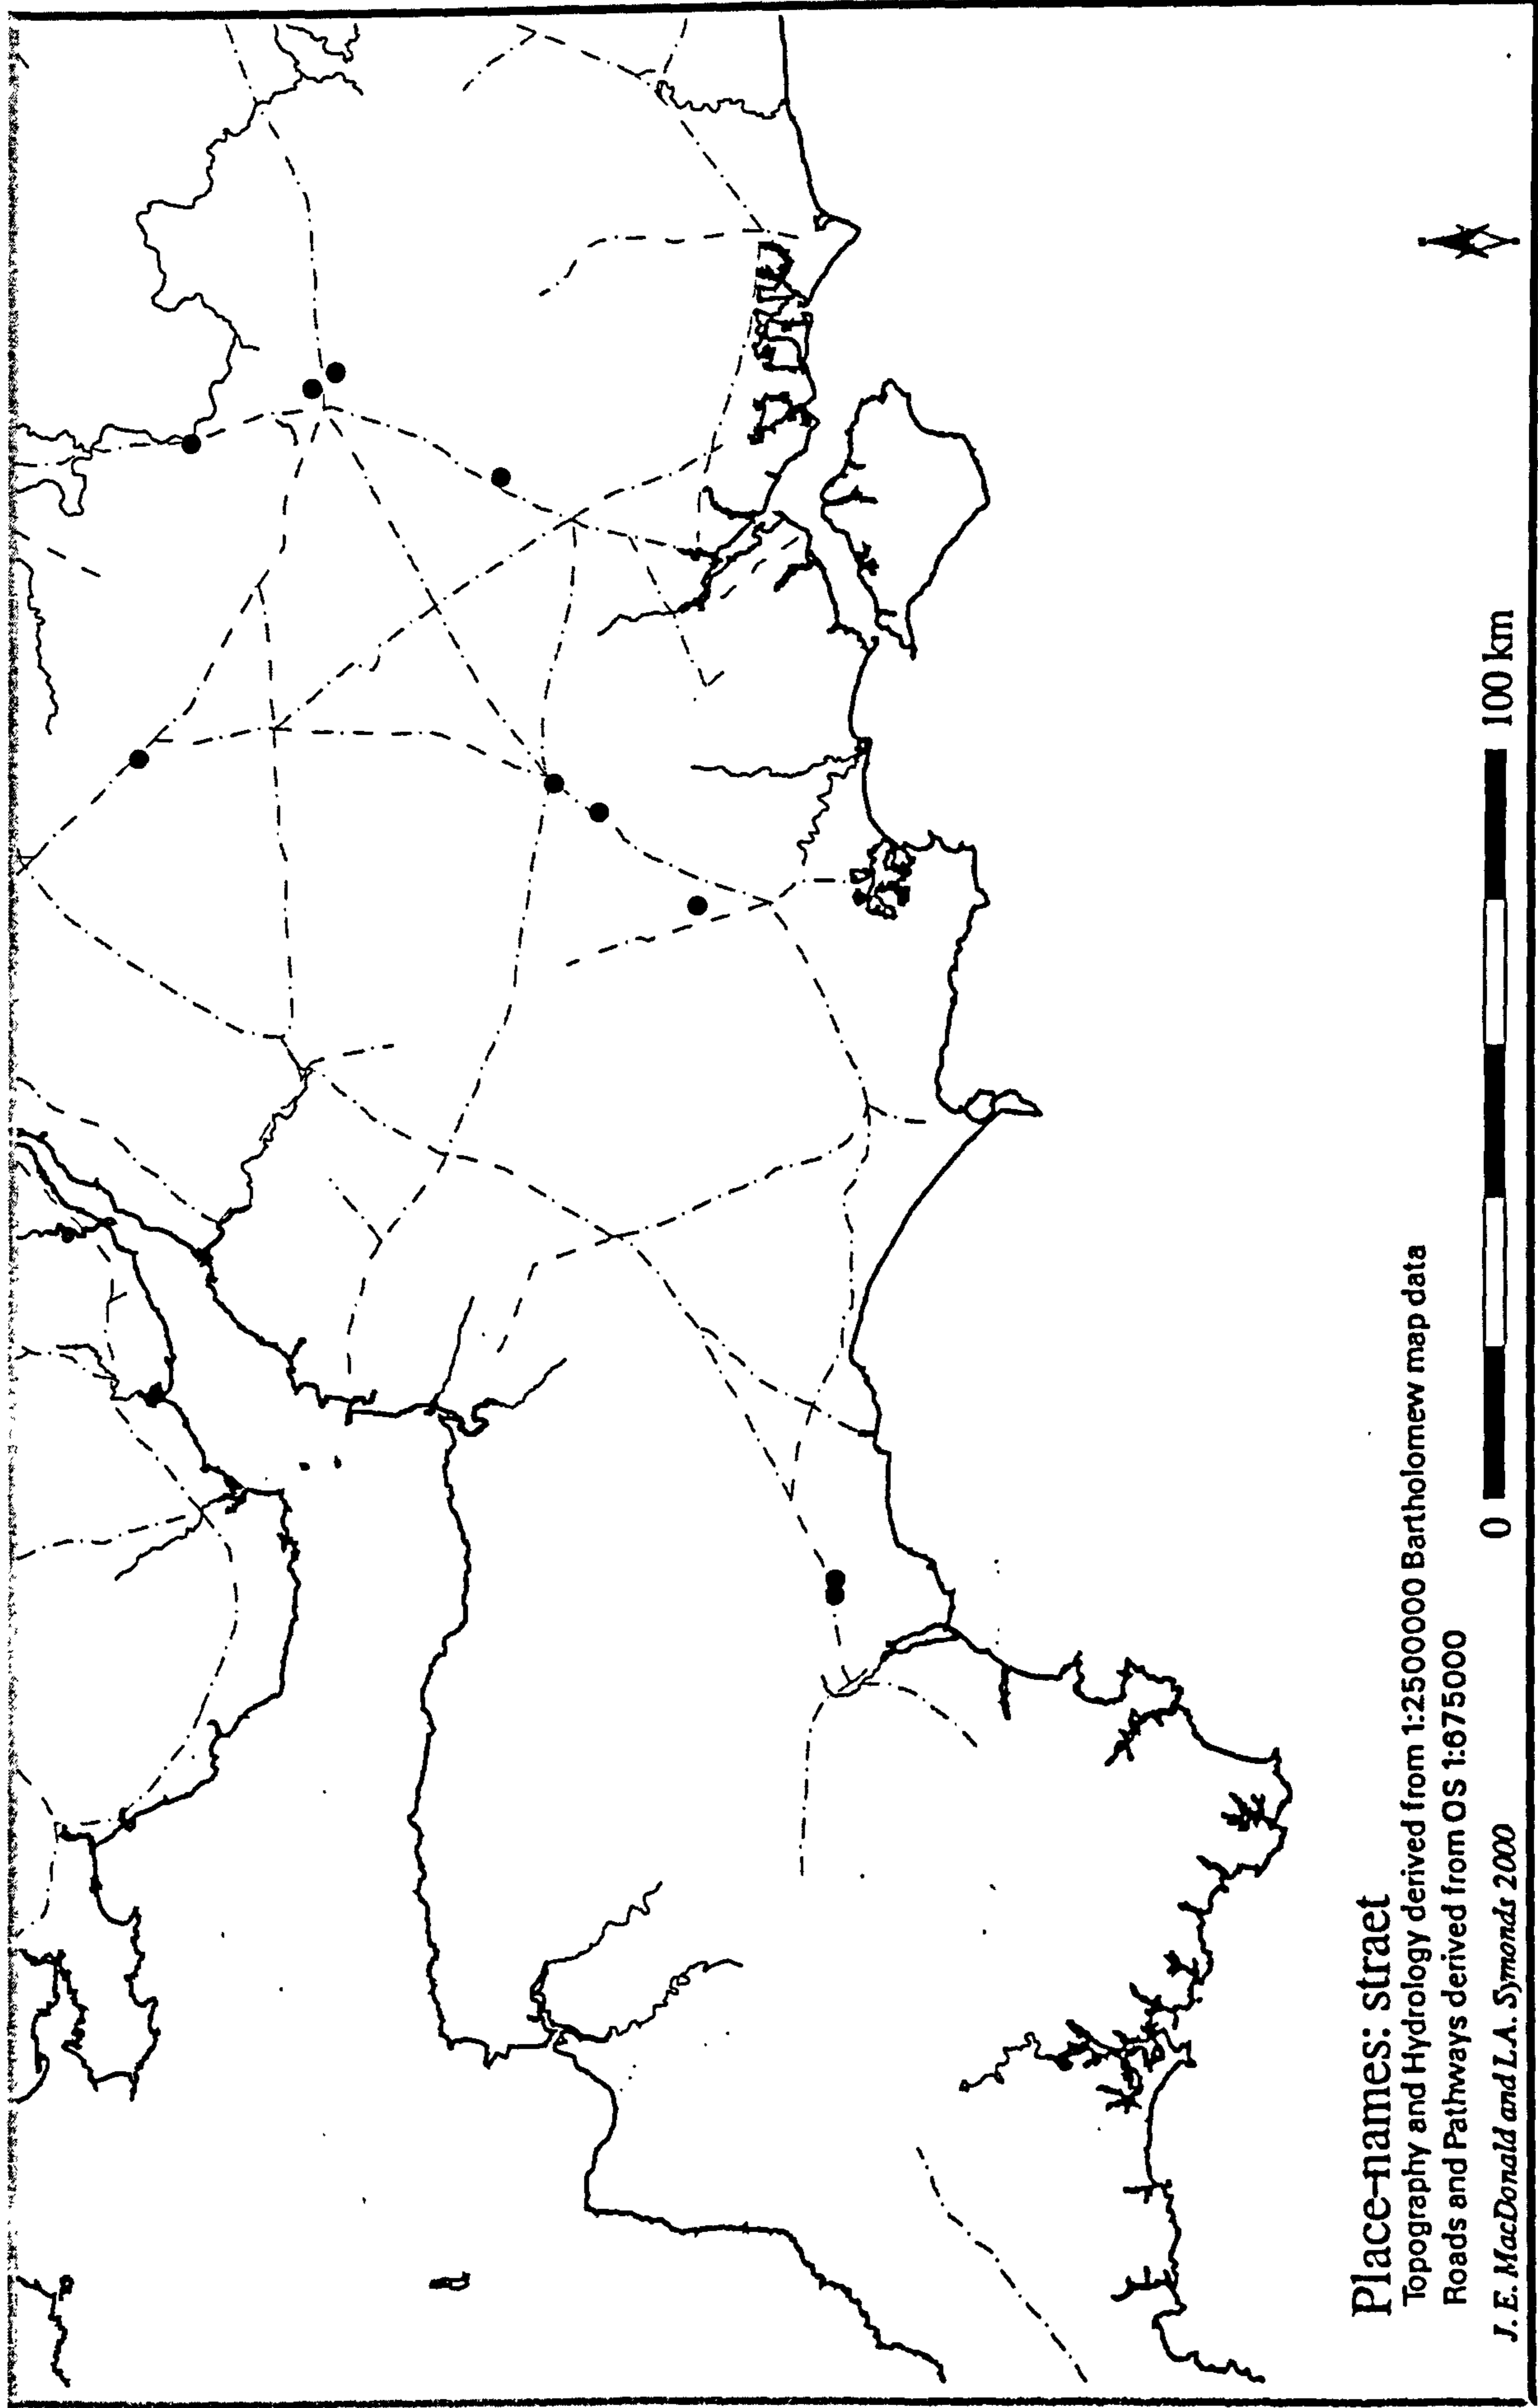 Place-names: straet
Topography and Hydrology derived from 1:2500000 Bartholomew map data
Roads and Pathways derived from OS 1:675000
J. E. MacDonald and L.A. Symonds 2000
0 100 km